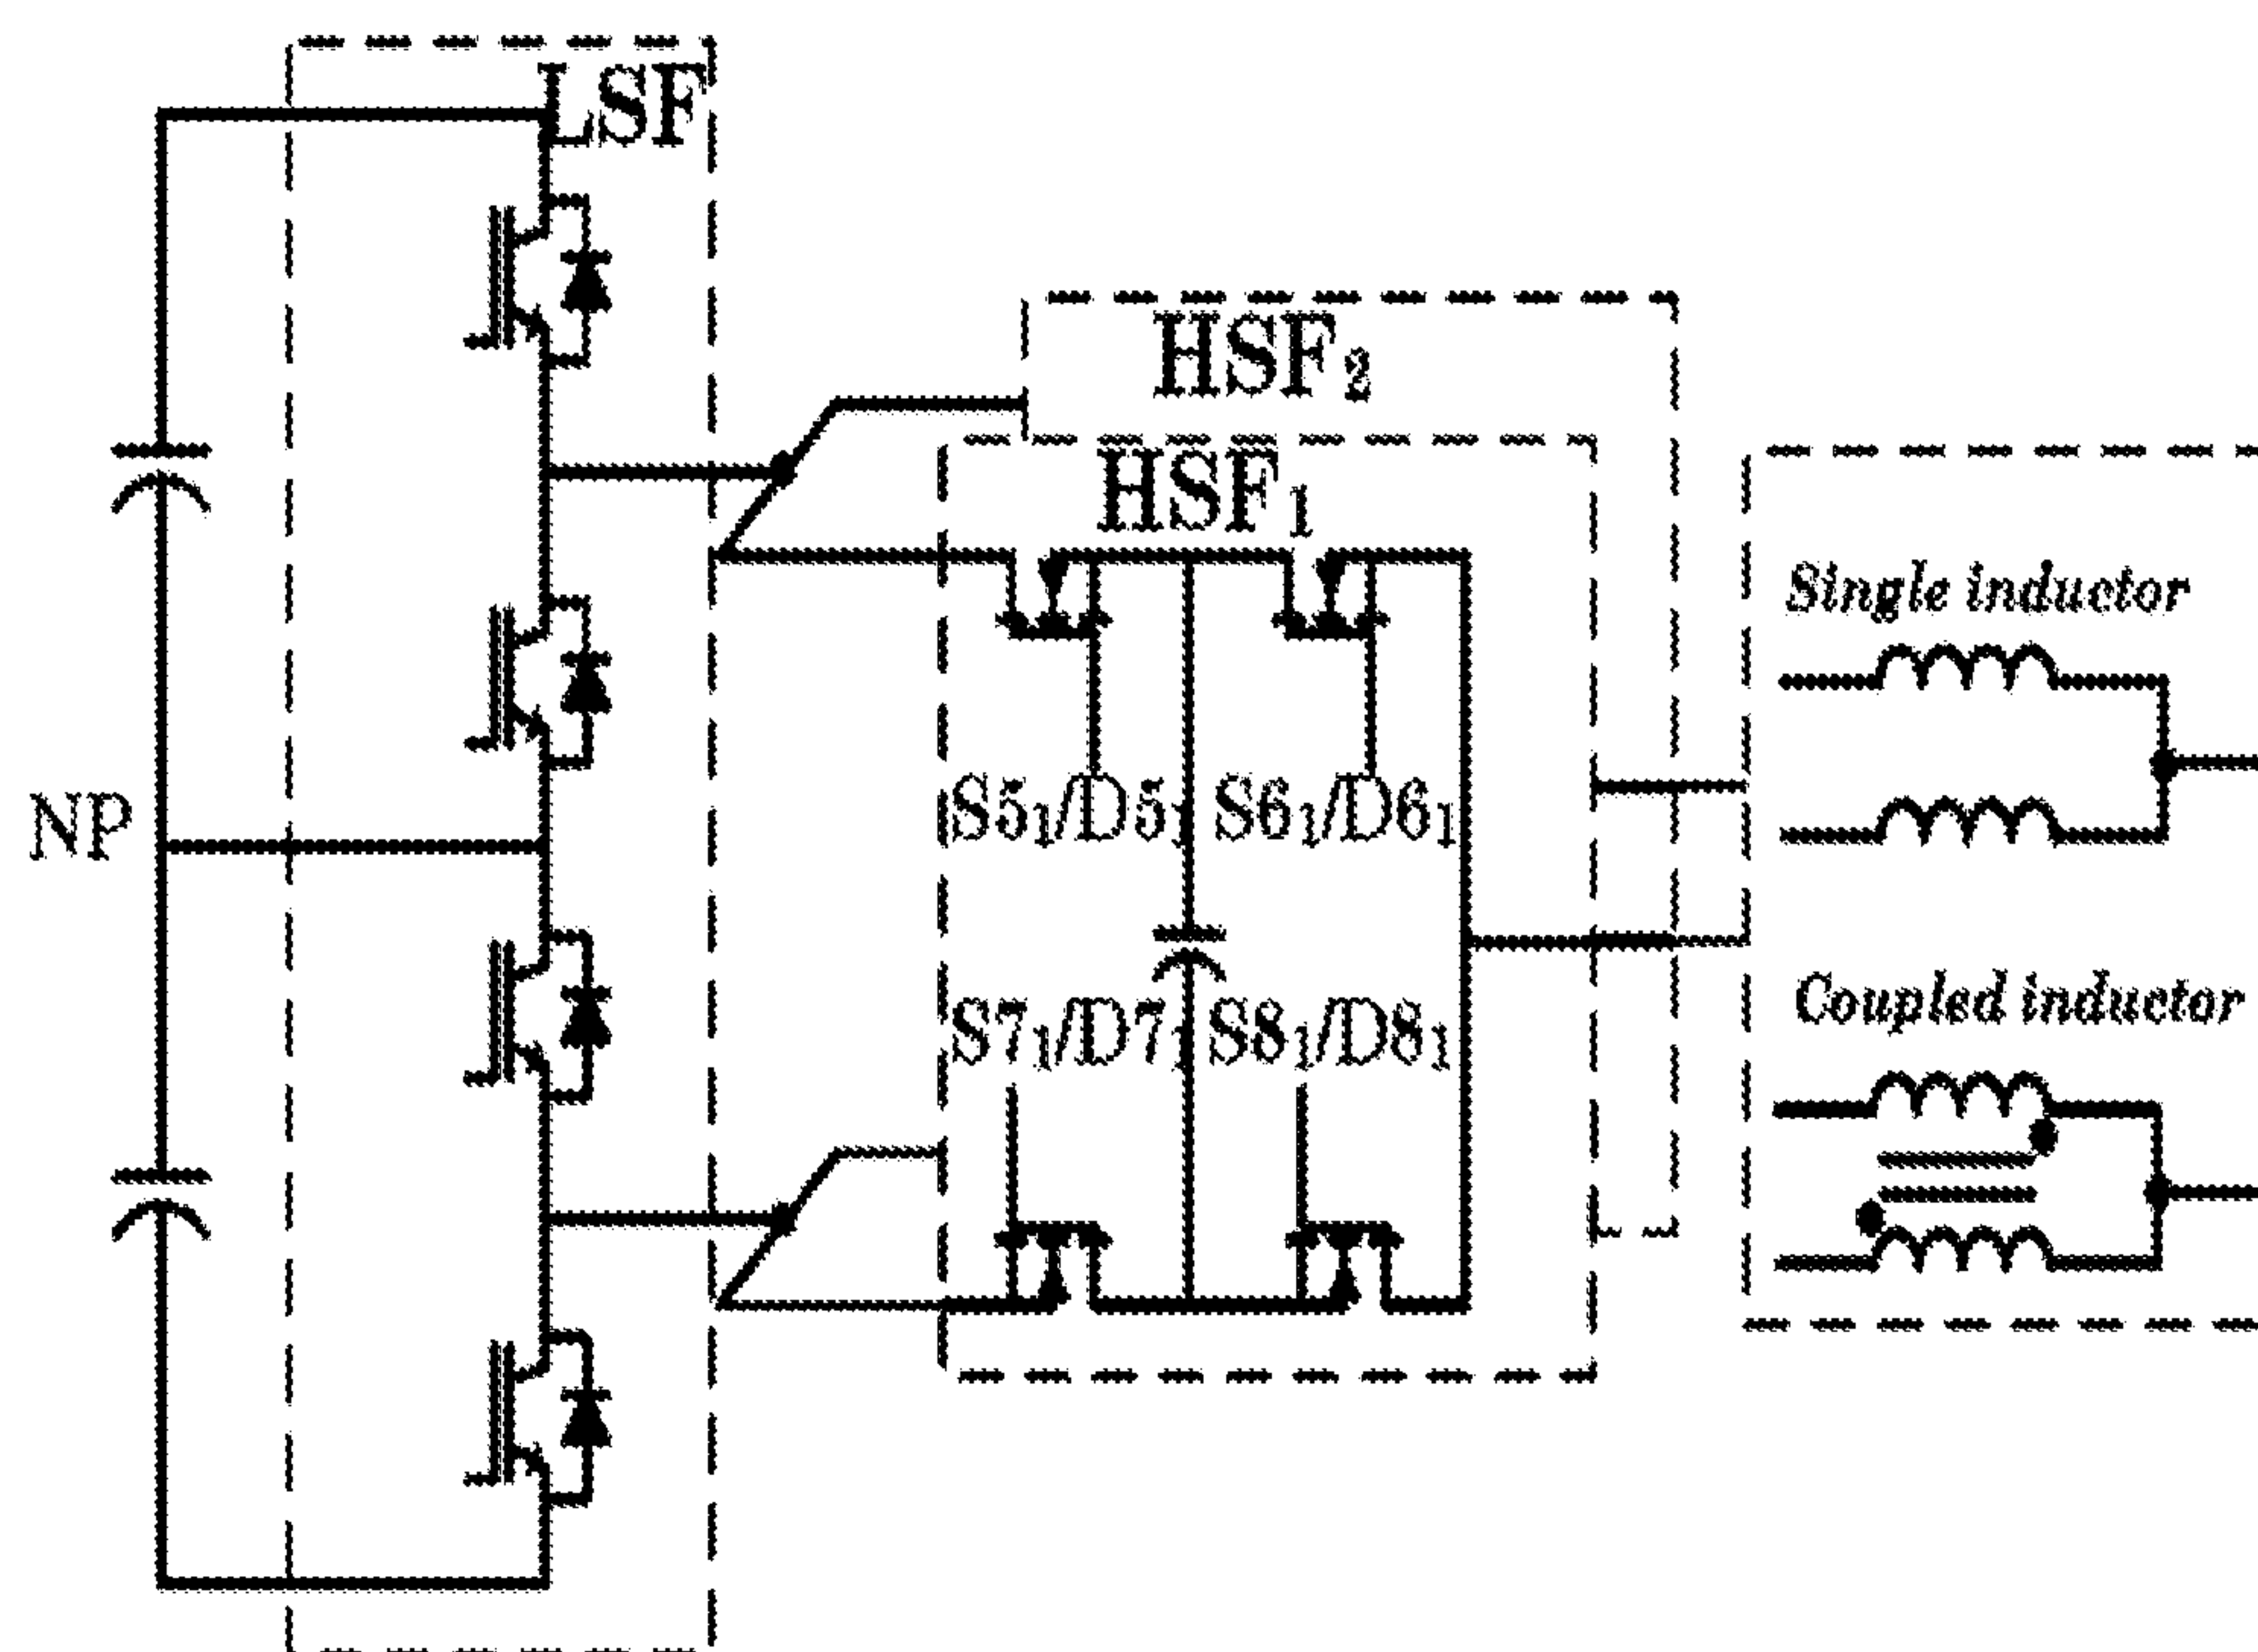 LSF
HSF₂
HSF₁
Single inductor
NP
S5₁/D5₁ S6₁/D6₁
Coupled inductor
S7₁/D7₁ S8₁/D8₁